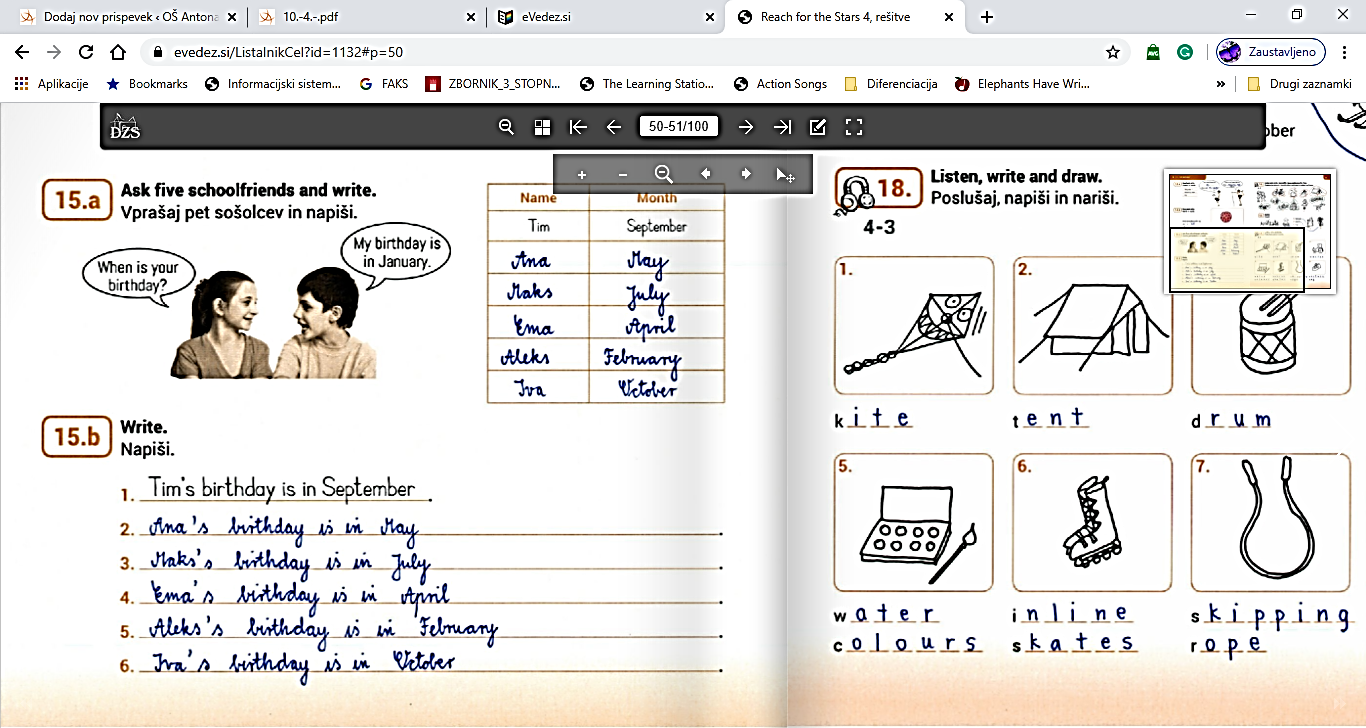 Dodaj nov prispevek ‹ OŠ Antona
10.-4.-.pdf
eVedez.si
Reach for the Stars 4, rešitve
evedez.si/ListalnikCel?id=1132#p=50
AVG
Zaustavljeno
Aplikacije
Bookmarks
Informacijski sistem...
FAKS
ZBORNIK_3_STOPN...
The Learning Statio...
Action Songs
Diferenciacija
Elephants Have Wri...
»
Drugi zaznamki
DZS
50-51/100
ober
15.a
Ask five schoolfriends and write.
Vprašaj pet sošolcev in napiši.
When is your
birthday?
My birthday is
in January.
Name Month
Tim September
Ana May
Maks July
Ema April
Aleks February
Iva October
15.b
Write.
Napiši.
1. Tim's birthday is in September.
2. Ana's birthday is in May.
3. Maks's birthday is in July.
4. Ema's birthday is in April.
5. Aleks's birthday is in February.
6. Iva's birthday is in October.
18.
Listen, write and draw.
Poslušaj, napiši in nariši.
4-3
1.
2.
kite
tent
drum
5.
6.
7.
water
colours
inline
skates
skipping
rope